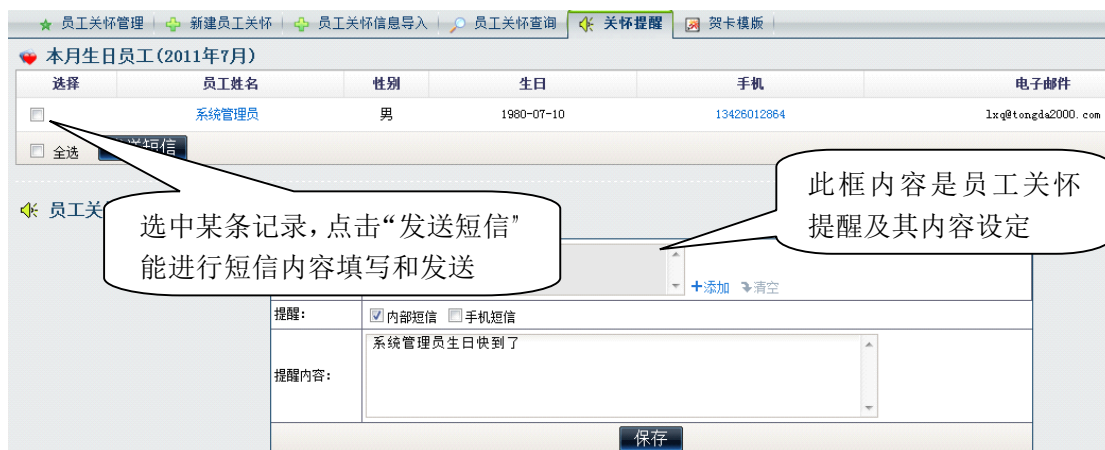 员工关怀管理 新建员工关怀 员工关怀信息导入 员工关怀查询 关怀提醒 贺卡模版
本月生日员工(2011年7月)
选择 员工姓名 性别 生日 手机 电子邮件
系统管理员 男 1980-07-10 13426012864 lxq@tongda2000.com
全选 送短信
此框内容是员工关怀
提醒及其内容设定
员工关
选中某条记录，点击“发送短信”
能进行短信内容填写和发送
添加 清空
提醒： 内部短信 手机短信
系统管理员生日快到了
提醒内容：
保存